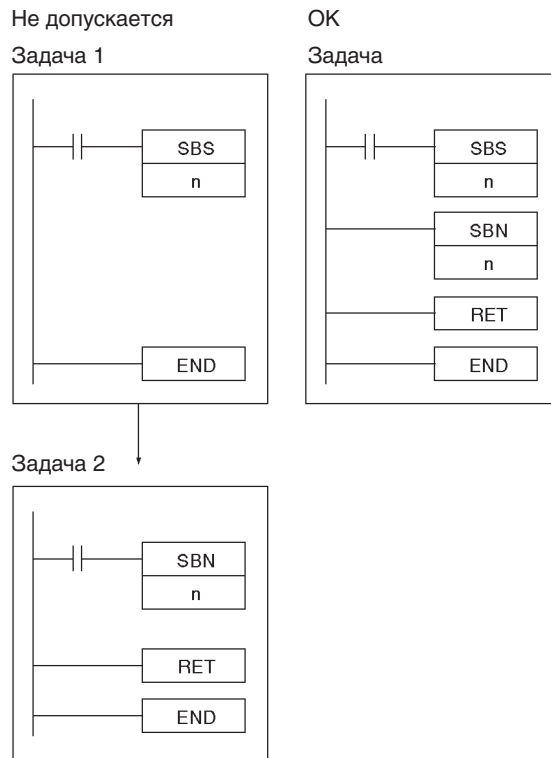 Не допускается
Задача 1
SBS
n
END
Задача 2
SBN
n
RET
END
OK
Задача
SBS
n
SBN
n
RET
END